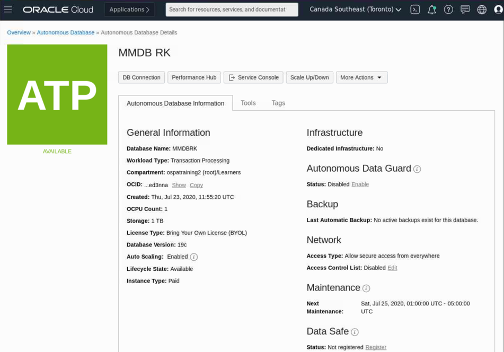 ORACLE Cloud Applications > Search for resources, services, and documentat Canada Southeast (Toronto)
Overview » Autonomous Database » Autonomous Database Details
ATP
AVAILABLE
MMDB RK
DB Connection Performance Hub Service Console Scale Up/Down More Actions
Autonomous Database Information Tools Tags
General Information
Database Name: MMDBRK
Workload Type: Transaction Processing
Compartment: ospatraining2 (root)/Learners
OCID: ...ed3nna Show Copy
Created: Thu, Jul 23, 2020, 11:55:20 UTC
OCPU Count: 1
Storage: 1 TB
License Type: Bring Your Own License (BYOL)
Database Version: 19c
Auto Scaling: Enabled
Lifecycle State: Available
Instance Type: Paid
Infrastructure
Dedicated Infrastructure: No
Autonomous Data Guard
Status: Disabled Enable
Backup
Last Automatic Backup: No active backups exist for this database.
Network
Access Type: Allow secure access from everywhere
Access Control List: Disabled Edit
Maintenance
Next Maintenance: Sat, Jul 25, 2020, 01:00:00 UTC - 05:00:00 UTC
Data Safe
Status: Not registered Register